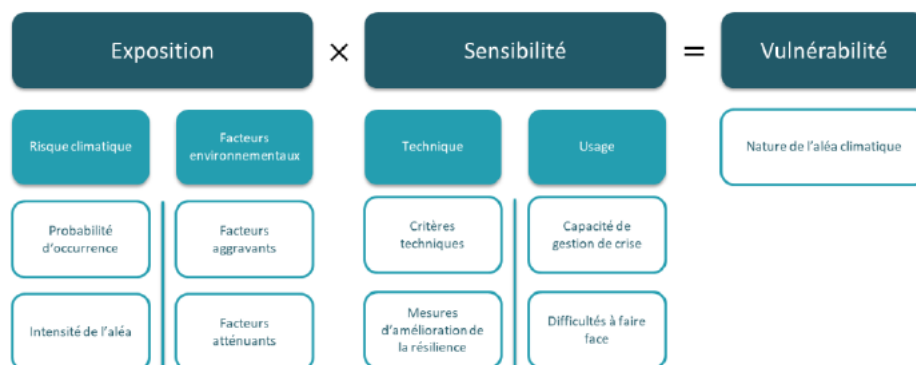 Exposition
×
Sensibilité
=
Vulnérabilité
Risque climatique
Facteurs
environnementaux
Technique
Usage
Nature de l'aléa climatique
Probabilité
d'occurrence
Facteurs
aggravants
Critères
techniques
Capacité de
gestion de crise
Intensité de l'aléa
Facteurs
atténuants
Mesures
d'amélioration de
la résilience
Difficultés à faire
face